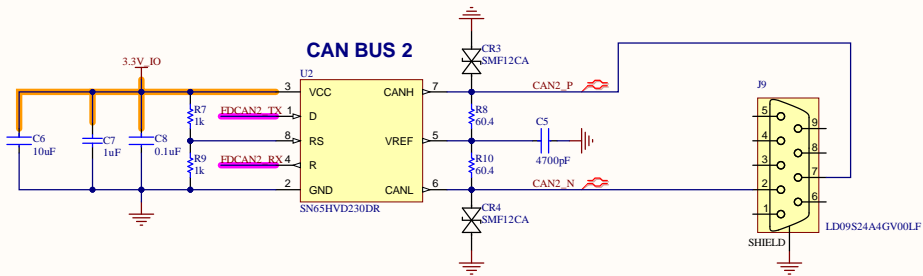 CAN BUS 2
3.3V_IO
U2
CR3
SMF12CA
J9
3 VCC CANH 7
CAN2_P
FDCAN2_TX 1 D
R7
1k
R8
60.4
C5
4700pF
C6
10uF
C7
1uF
C8
0.1uF
8 RS VREF 5
R9
1k
FDCAN2_RX 4 R
R10
60.4
2 GND CANL 6
CAN2_N
SN65HVD230DR
CR4
SMF12CA
5
9
4
8
3
7
2
6
1
LD09S24A4GV00LF
SHIELD